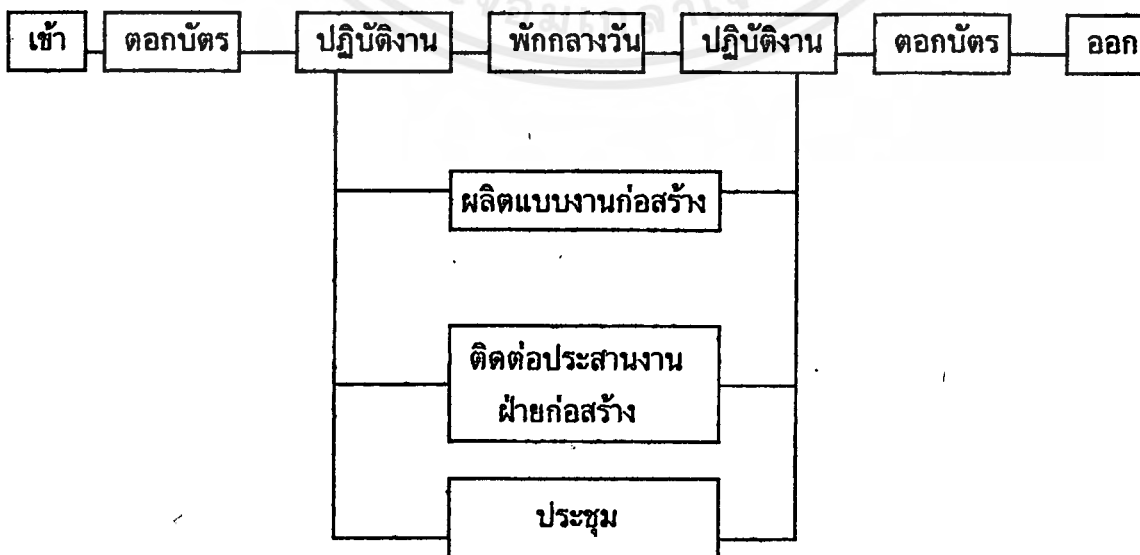 เข้า ตอกบัตร ปฏิบัติงาน พักกลางวัน ปฏิบัติงาน ตอกบัตร ออก
ผลิตแบบงานก่อสร้าง
ติดต่อประสานงาน
ฝ่ายก่อสร้าง
ประชุม